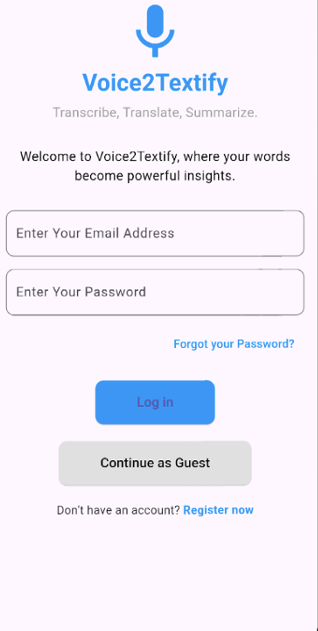 Voice2Textify
Transcribe, Translate, Summarize.
Welcome to Voice2Textify, where your words
become powerful insights.
Enter Your Email Address
Enter Your Password
Forgot your Password?
Log in
Continue as Guest
Don't have an account? Register now